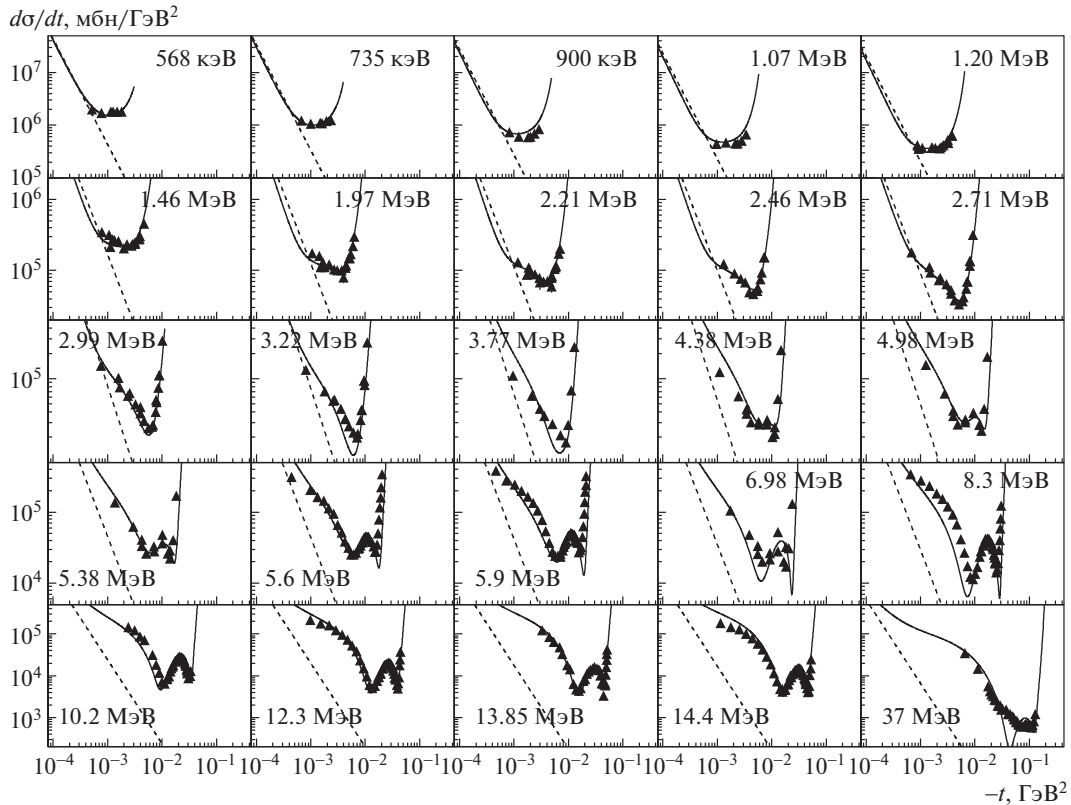 dσ/dt, мбн/ГэВ²
10⁷ 568 кэВ 735 кэВ 900 кэВ 1.07 МэВ 1.20 МэВ
10⁶
10⁵
10⁶ 1.46 МэВ 1.97 МэВ 2.21 МэВ 2.46 МэВ 2.71 МэВ
10⁵
2.99 МэВ 3.22 МэВ 3.77 МэВ 4.38 МэВ 4.98 МэВ
10⁵
6.98 МэВ 8.3 МэВ
10⁵
5.38 МэВ 5.6 МэВ 5.9 МэВ
10⁴
10⁵
10⁴
10³ 10.2 МэВ 12.3 МэВ 13.85 МэВ 14.4 МэВ 37 МэВ
10⁻⁴ 10⁻³ 10⁻² 10⁻¹ 10⁻⁴ 10⁻³ 10⁻² 10⁻¹ 10⁻⁴ 10⁻³ 10⁻² 10⁻¹ 10⁻⁴ 10⁻³ 10⁻² 10⁻¹ 10⁻⁴ 10⁻³ 10⁻² 10⁻¹
–t, ГэВ²